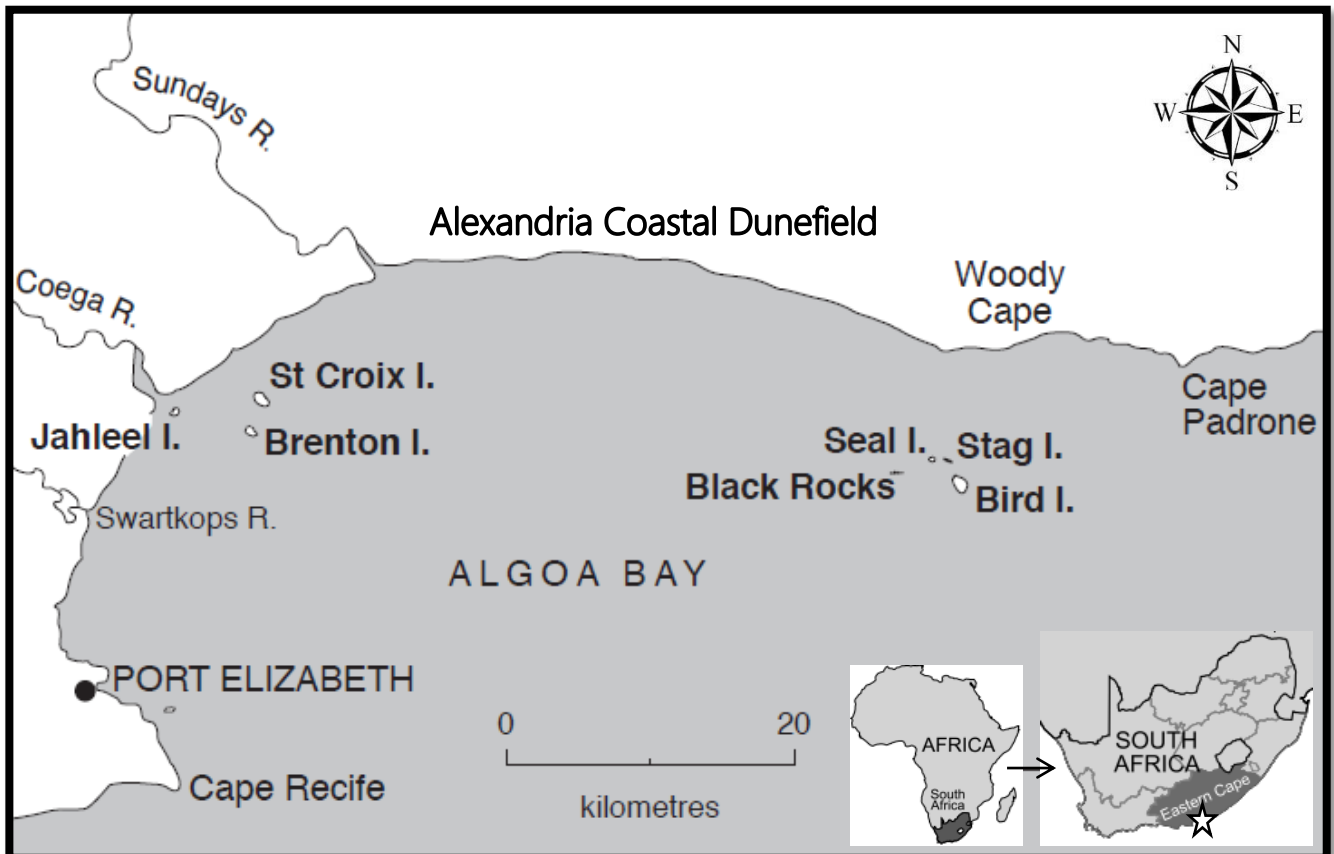 N
W
E
S
Sundays R.
Alexandria Coastal Dunefield
Woody
Cape
Coega R.
St Croix I.
Cape
Padrone
Jahleel I.
Brenton I.
Seal I.
Stag I.
Black Rocks
Bird I.
Swartkops R.
ALGOA BAY
PORT ELIZABETH
0
20
kilometres
Cape Recife
AFRICA
South
Africa
SOUTH
AFRICA
Eastern Cape